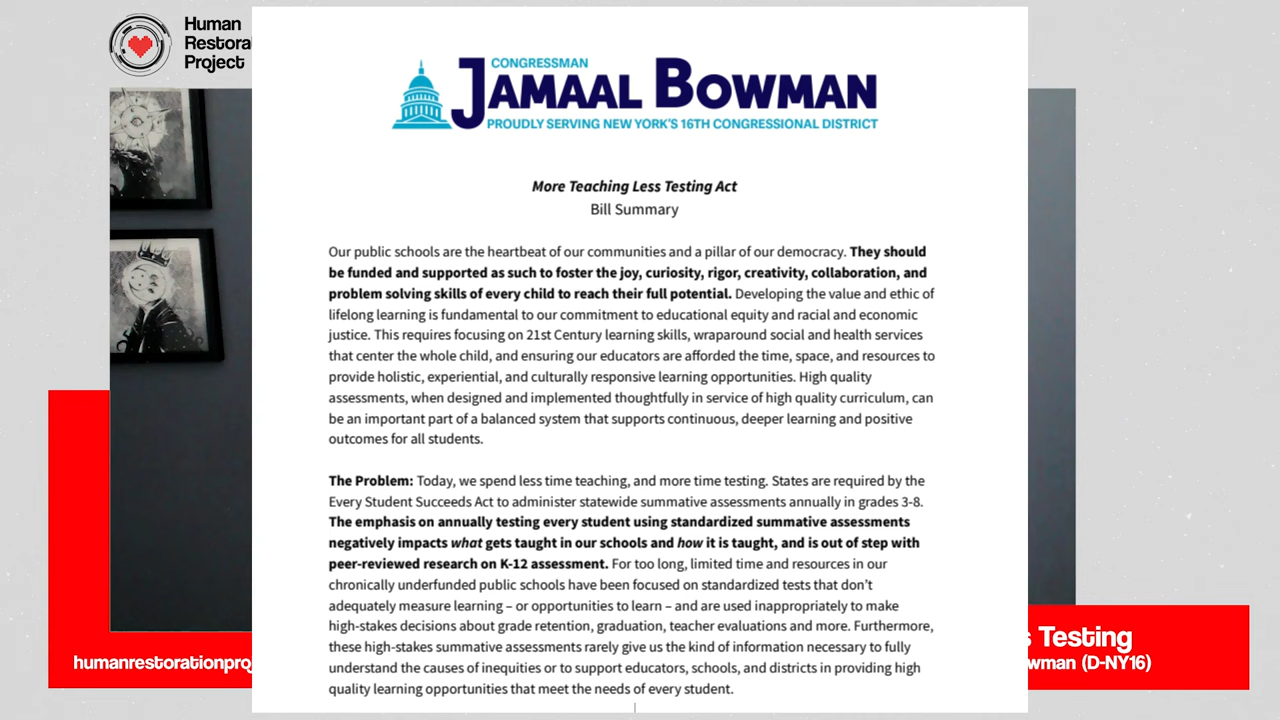 Human
Restora
Project
CONGRESSMAN
JAMAAL BOWMAN
PROUDLY SERVING NEW YORK'S 16TH CONGRESSIONAL DISTRICT
More Teaching Less Testing Act
Bill Summary
Our public schools are the heartbeat of our communities and a pillar of our democracy. They should
be funded and supported as such to foster the joy, curiosity, rigor, creativity, collaboration, and
problem solving skills of every child to reach their full potential. Developing the value and ethic of
lifelong learning is fundamental to our commitment to educational equity and racial and economic
justice. This requires focusing on 21st Century learning skills, wraparound social and health services
that center the whole child, and ensuring our educators are afforded the time, space, and resources to
provide holistic, experiential, and culturally responsive learning opportunities. High quality
assessments, when designed and implemented thoughtfully in service of high quality curriculum, can
be an important part of a balanced system that supports continuous, deeper learning and positive
outcomes for all students.
The Problem: Today, we spend less time teaching, and more time testing. States are required by the
Every Student Succeeds Act to administer statewide summative assessments annually in grades 3-8.
The emphasis on annually testing every student using standardized summative assessments
negatively impacts what gets taught in our schools and how it is taught, and is out of step with
peer-reviewed research on K-12 assessment. For too long, limited time and resources in our
chronically underfunded public schools have been focused on standardized tests that don't
adequately measure learning – or opportunities to learn – and are used inappropriately to make
high-stakes decisions about grade retention, graduation, teacher evaluations and more. Furthermore,
these high-stakes summative assessments rarely give us the kind of information necessary to fully
understand the causes of inequities or to support educators, schools, and districts in providing high
quality learning opportunities that meet the needs of every student.
s Testing
humanrestorationproj
owman (D-NY16)